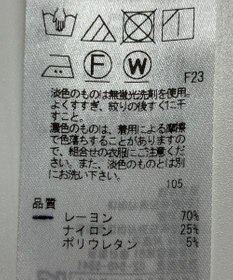 F W
F23
淡色のものは無蛍光洗剤を使用。
よくすすぎ、絞りの後すぐに干
すこと。
濃色のものは、着用による摩擦
で色落ちすることがありますの
で、組合せの衣服にご注意くだ
さい。また、淡色のものとは別
にお洗い下さい。
105
品質
レーヨン 70%
ナイロン 25%
ポリウレタン 5%